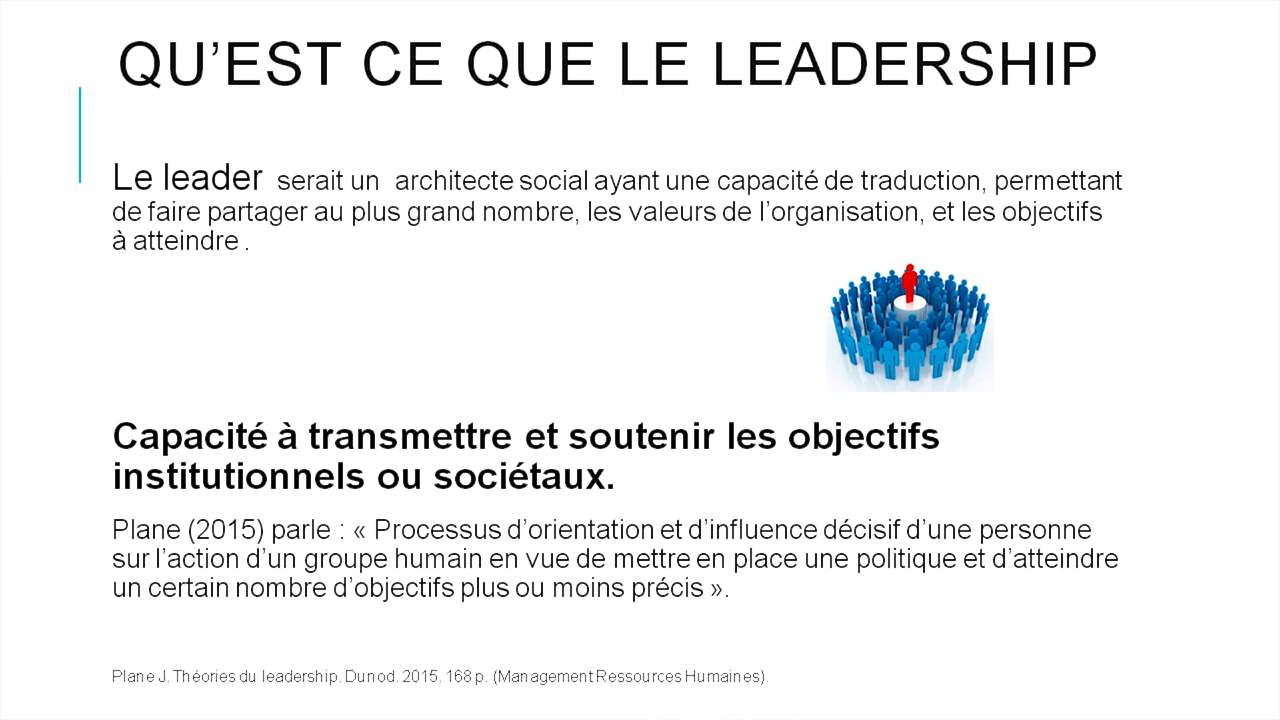 QU’EST CE QUE LE LEADERSHIP
Le leader serait un architecte social ayant une capacité de traduction, permettant
de faire partager au plus grand nombre, les valeurs de l’organisation, et les objectifs
à atteindre .
Capacité à transmettre et soutenir les objectifs
institutionnels ou sociétaux.
Plane (2015) parle : « Processus d’orientation et d’influence décisif d’une personne
sur l’action d’un groupe humain en vue de mettre en place une politique et d’atteindre
un certain nombre d’objectifs plus ou moins précis ».
Plane J. Théories du leadership. Dunod. 2015. 168 p. (Management Ressources Humaines).